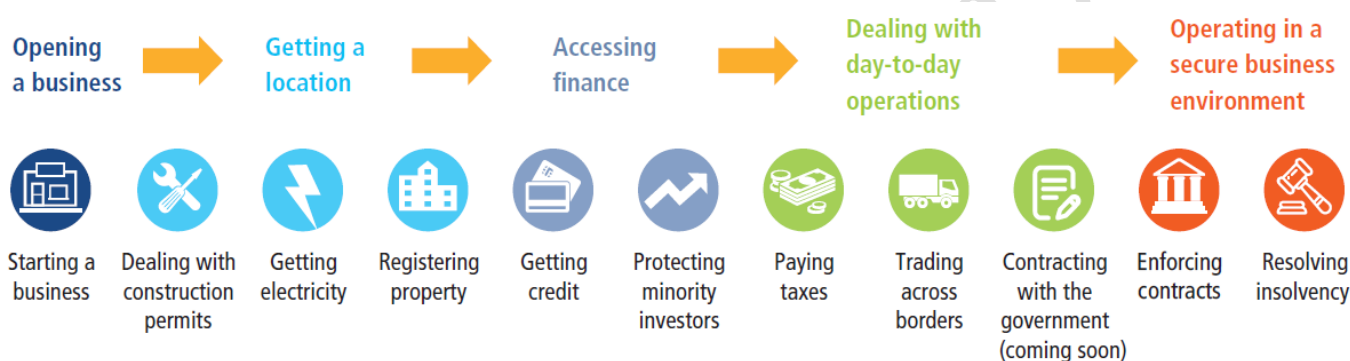 Opening
a business
Getting a
location
Accessing
finance
Dealing with
day-to-day
operations
Operating in a
secure business
environment
Starting a
business
Dealing with
construction
permits
Getting
electricity
Registering
property
Getting
credit
Protecting
minority
investors
Paying
taxes
Trading
across
borders
Contracting
with the
government
(coming soon)
Enforcing
contracts
Resolving
insolvency